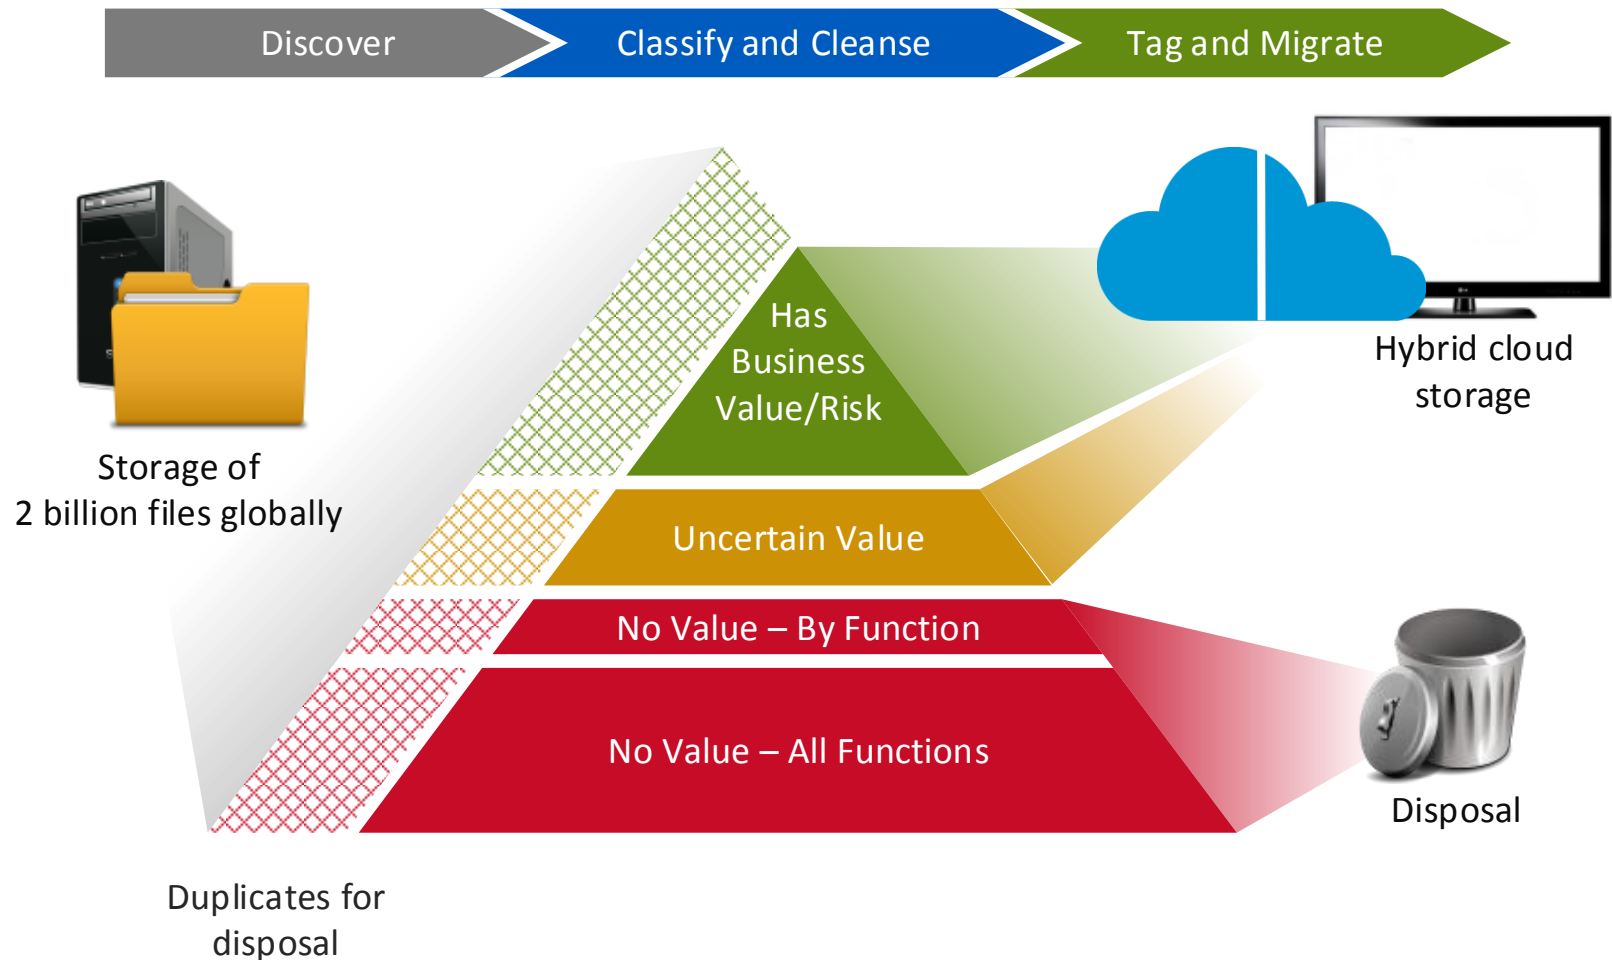 Discover
Classify and Cleanse
Tag and Migrate
Storage of
2 billion files globally
Has
Business
Value/Risk
Uncertain Value
No Value – By Function
No Value – All Functions
Hybrid cloud
storage
Disposal
Duplicates for
disposal